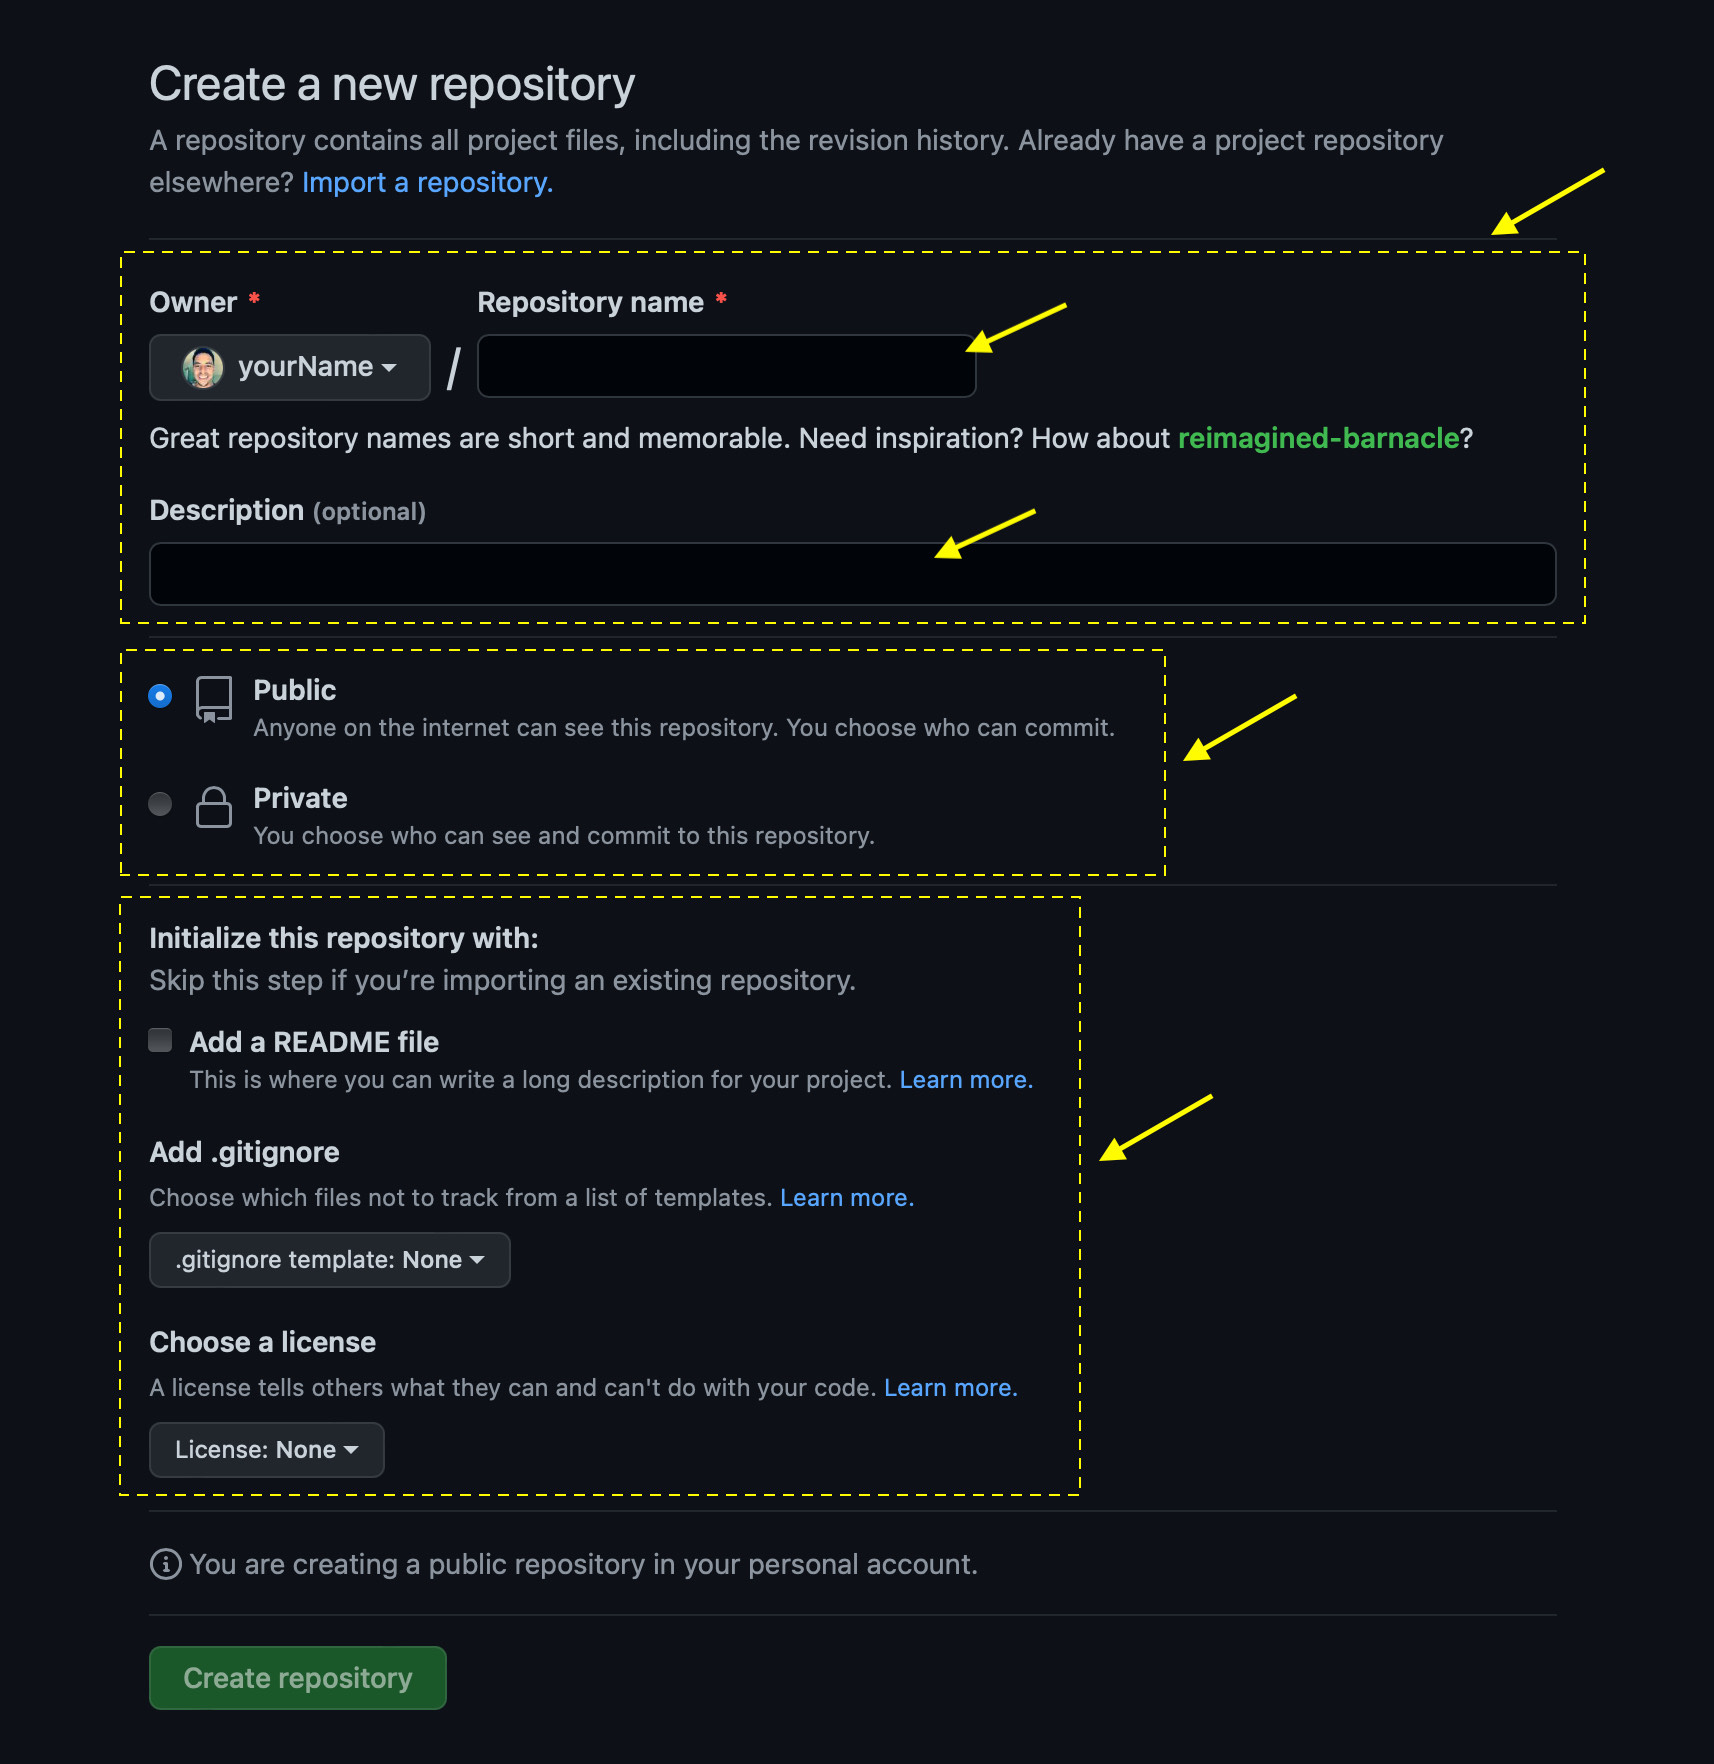 Create a new repository
A repository contains all project files, including the revision history. Already have a project repository
elsewhere? Import a repository.
Owner * Repository name *
yourName /
Great repository names are short and memorable. Need inspiration? How about reimagined-barnacle?
Description (optional)
Public
Anyone on the internet can see this repository. You choose who can commit.
Private
You choose who can see and commit to this repository.
Initialize this repository with:
Skip this step if you’re importing an existing repository.
Add a README file
This is where you can write a long description for your project. Learn more.
Add .gitignore
Choose which files not to track from a list of templates. Learn more.
.gitignore template: None
Choose a license
A license tells others what they can and can't do with your code. Learn more.
License: None
You are creating a public repository in your personal account.
Create repository